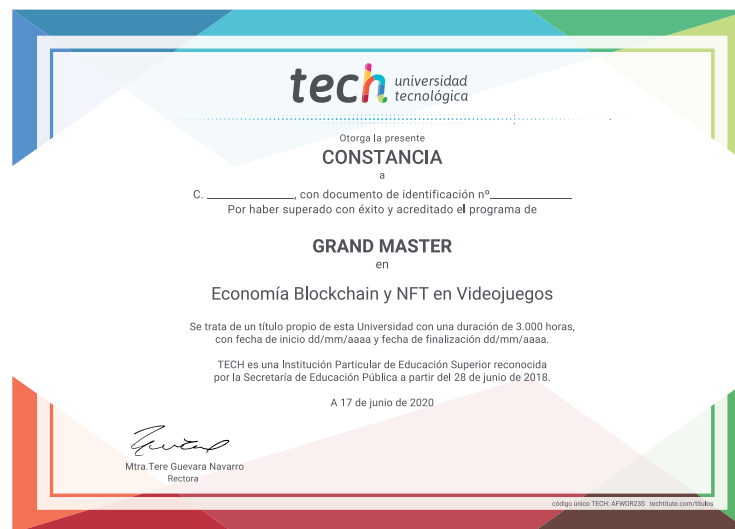 tech universidad
tecnológica
Otorga la presente
CONSTANCIA
a
C. ______________, con documento de identificación nº_____________
Por haber superado con éxito y acreditado el programa de
GRAND MASTER
en
Economía Blockchain y NFT en Videojuegos
Se trata de un título propio de esta Universidad con una duración de 3.000 horas,
con fecha de inicio dd/mm/aaaa y fecha de finalización dd/mm/aaaa.
TECH es una Institución Particular de Educación Superior reconocida
por la Secretaría de Educación Pública a partir del 28 de junio de 2018.
A 17 de junio de 2020
Mtra.Tere Guevara Navarro
Rectora
código único TECH: AFWOR23S techtitute.com/titulos